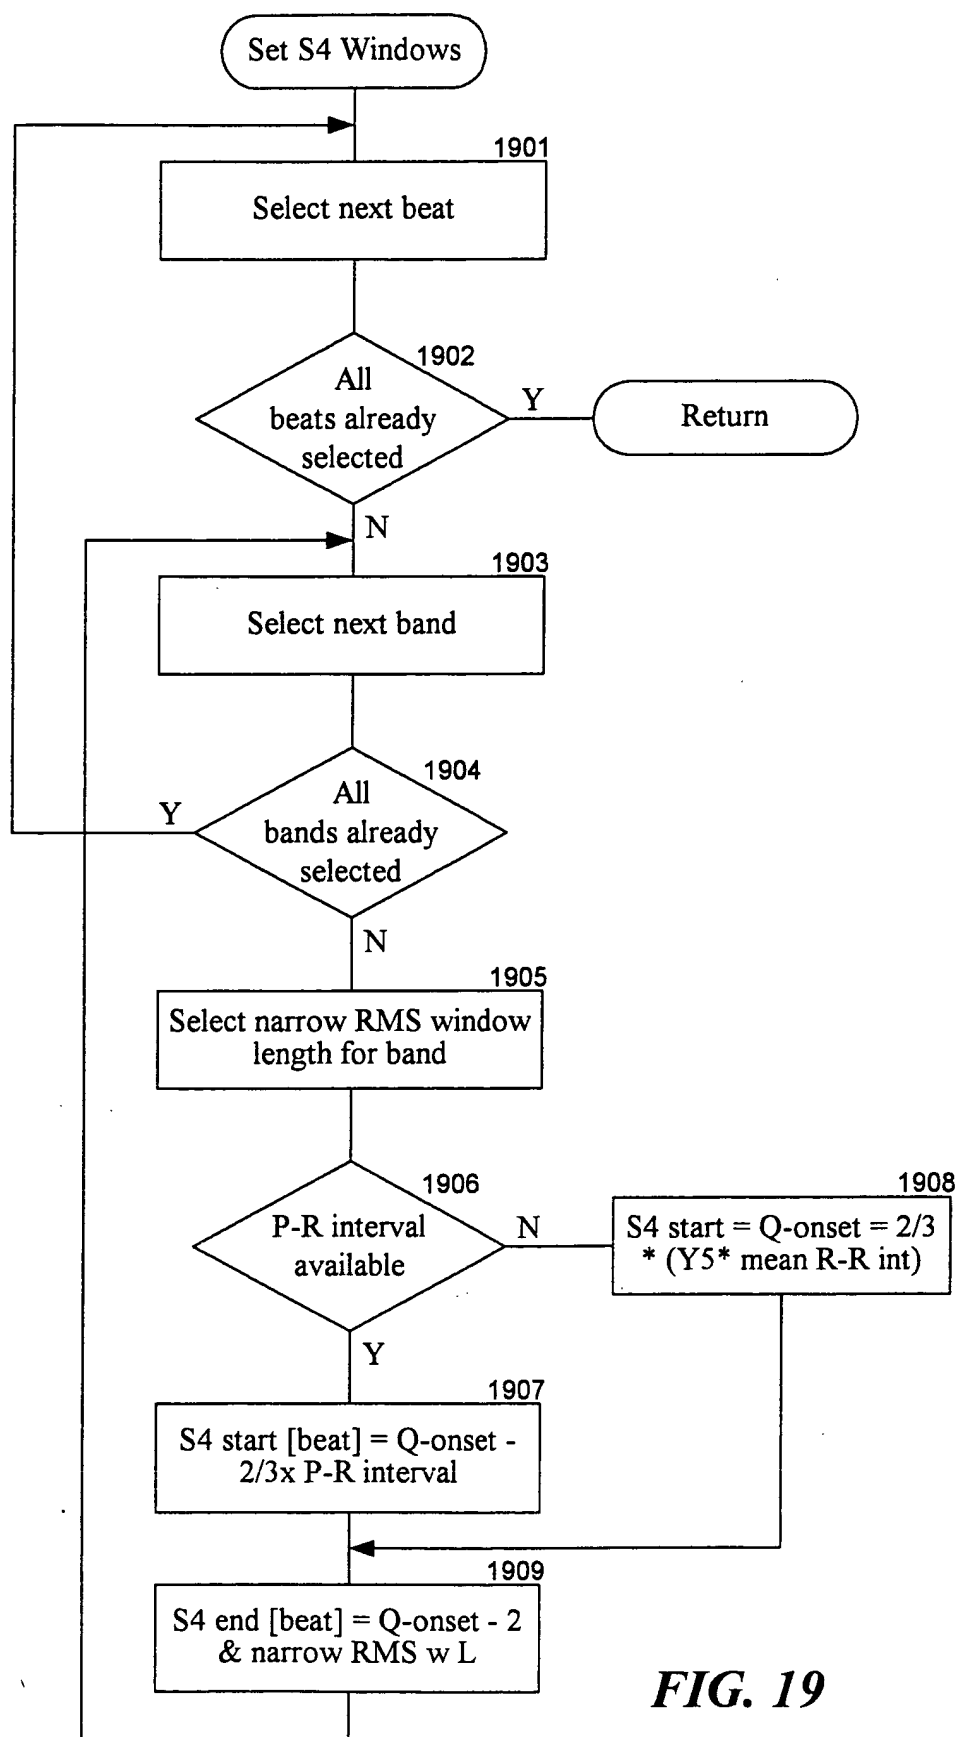 Set S4 Windows
1901
Select next beat
1902
All
beats already
selected
Y
Return
N
1903
Select next band
1904
All
bands already
selected
Y
N
1905
Select narrow RMS window
length for band
1906
P-R interval
available
N
1908
S4 start = Q-onset = 2/3
* (Y5* mean R-R int)
Y
1907
S4 start [beat] = Q-onset -
2/3x P-R interval
1909
S4 end [beat] = Q-onset - 2
& narrow RMS w L
FIG. 19